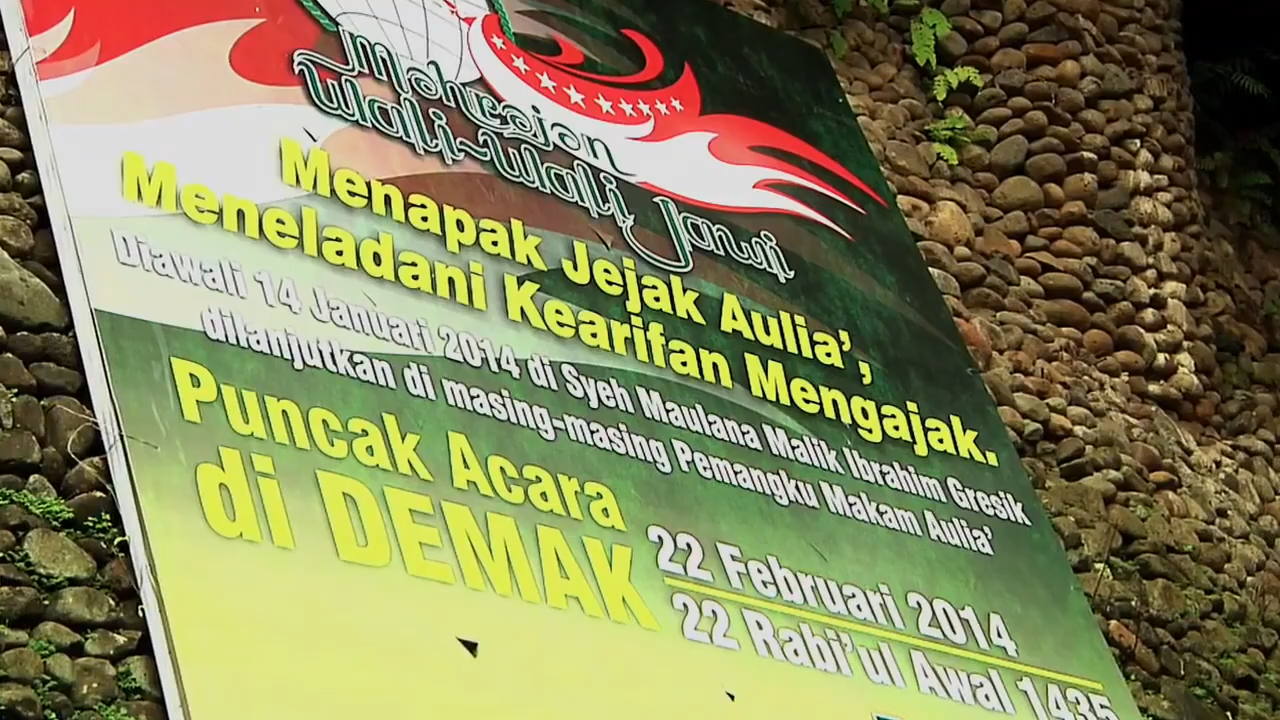 Mahrajan
Wali-Wali Jawi
Menapak Jejak Aulia',
Meneladani Kearifan Mengajak.
Diawali 14 Januari 2014 di Syeh Maulana Malik Ibrahim Gresik
dilanjutkan di masing-masing Pemangku Makam Aulia'
Puncak Acara
di DEMAK
22 Februari 2014
22 Rabi'ul Awal 1435